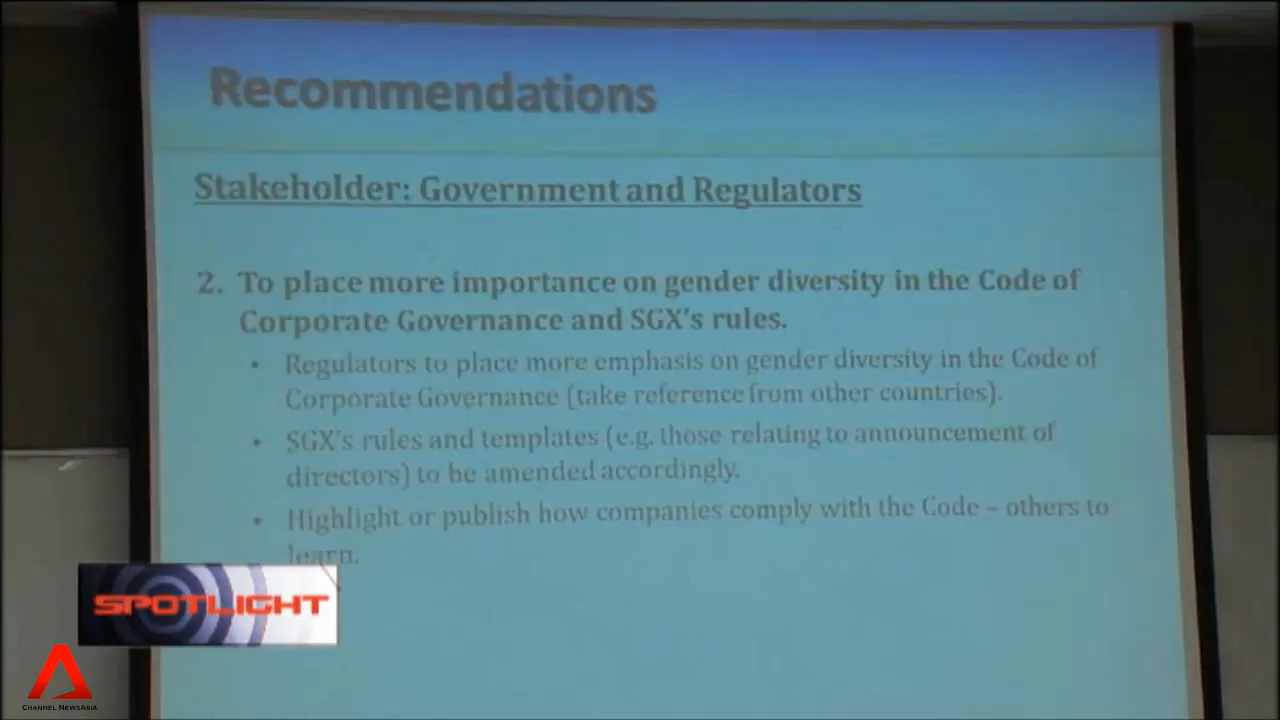 Recommendations
Stakeholder: Government and Regulators
2. To place more importance on gender diversity in the Code of
Corporate Governance and SGX's rules.
• Regulators to place more emphasis on gender diversity in the Code of
Corporate Governance (take reference from other countries).
• SGX's rules and templates (e.g. those relating to announcement of
directors) to be amended accordingly.
• Highlight or publish how companies comply with the Code – others to
learn.
SPOTLIGHT
CHANNEL NEWSASIA